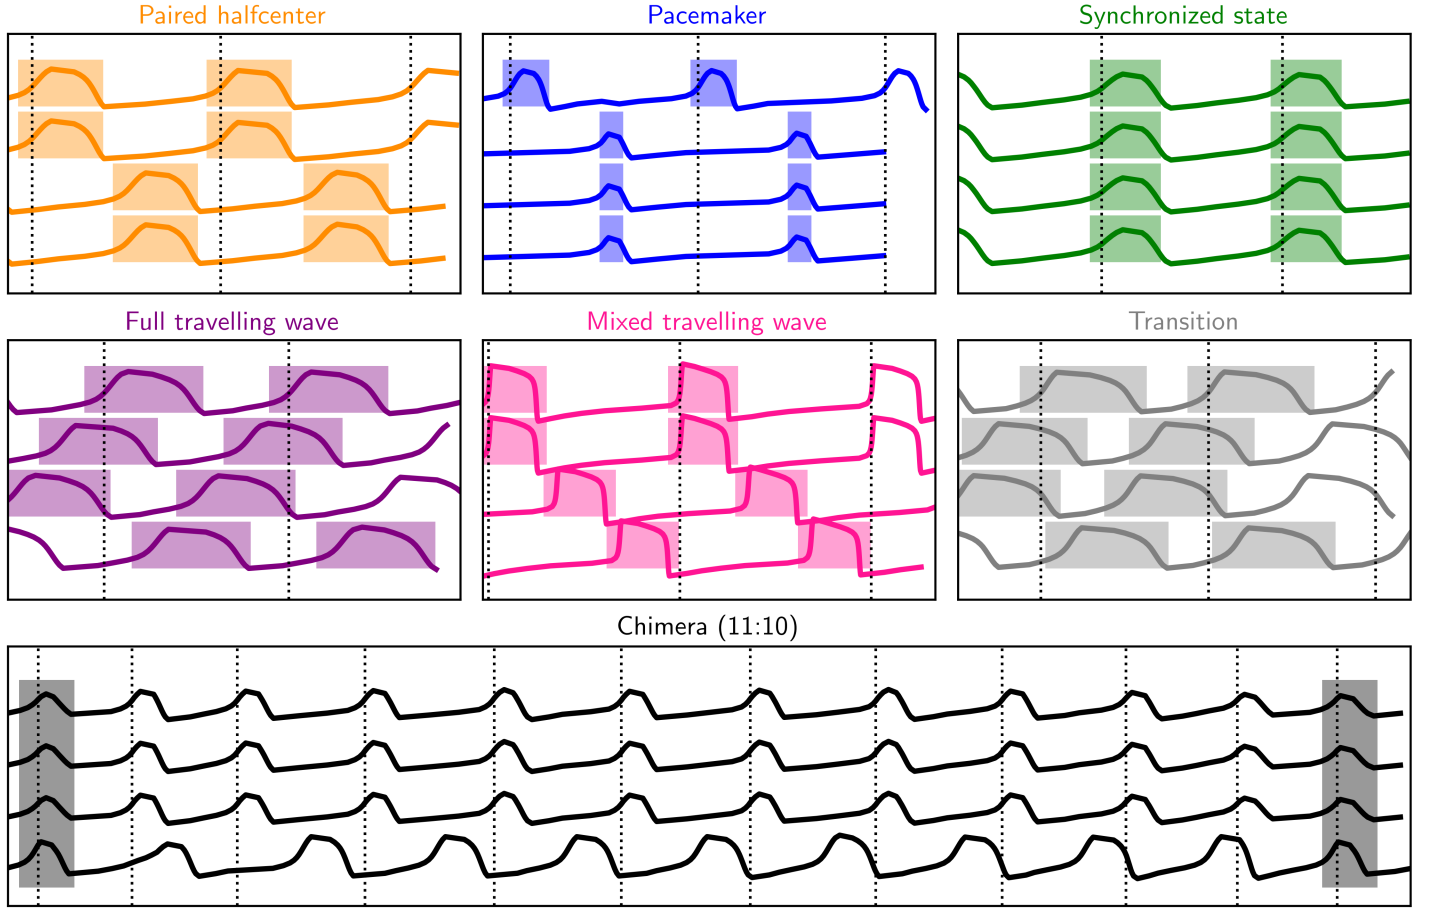 Paired halfcenter
Pacemaker
Synchronized state
Full travelling wave
Mixed travelling wave
Transition
Chimera (11:10)